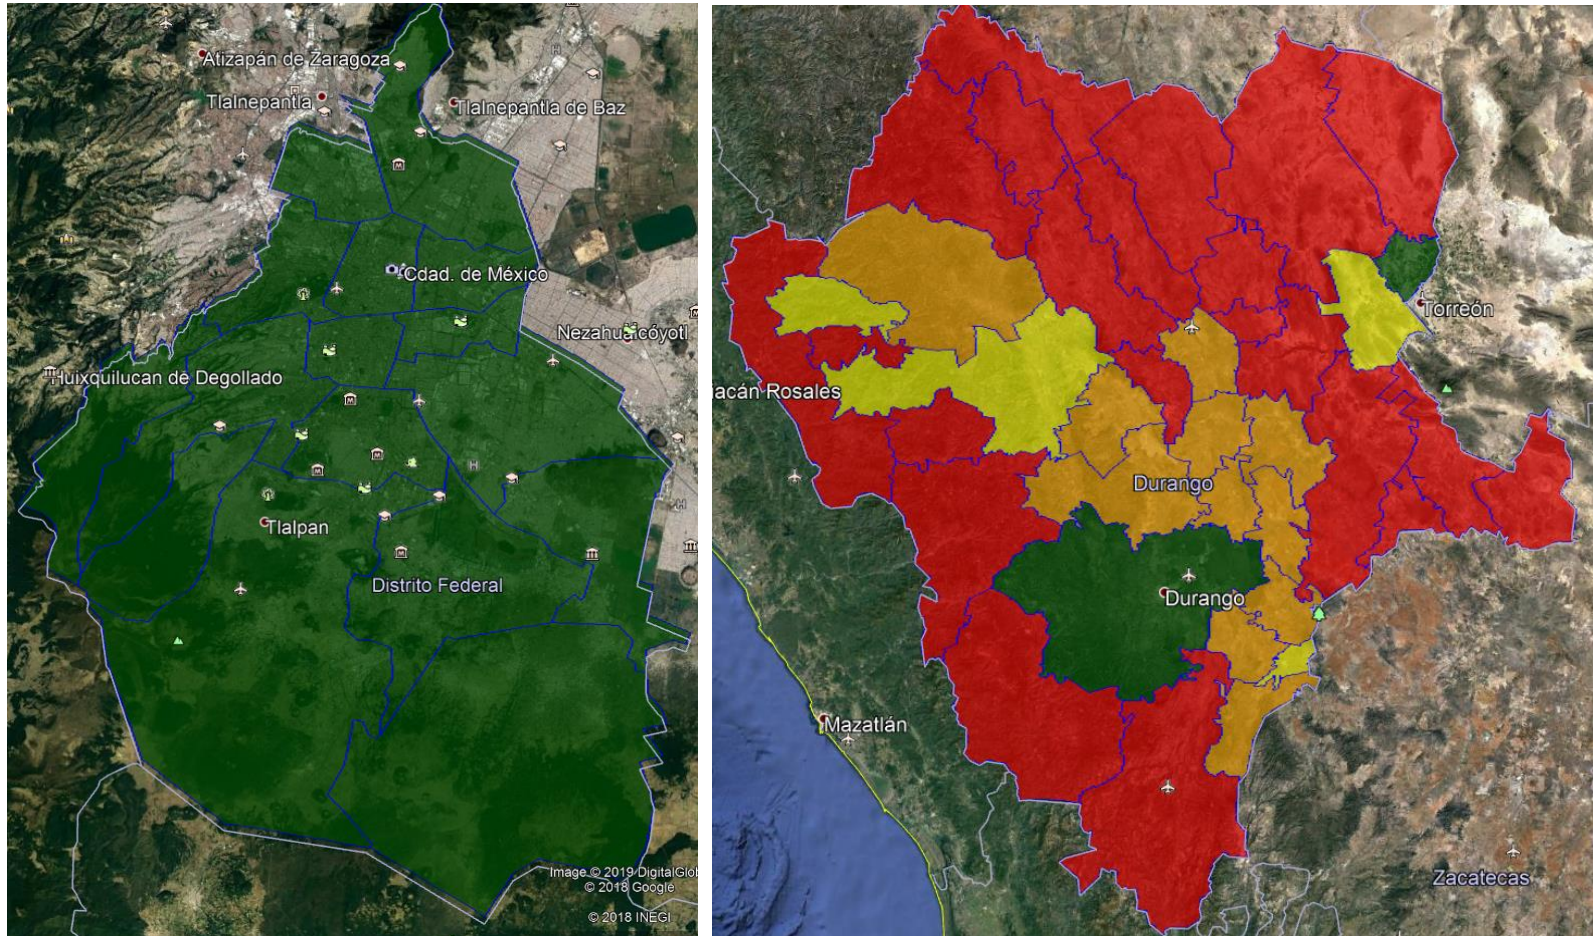 Atizapán de Zaragoza
Tlalnepantla
Tlalnepantla de Baz
Cdad. de México
Nezahualcóyotl
Huixquilucan de Degollado
Tlalpan
Distrito Federal
Image © 2019 DigitalGlob
© 2018 Google
© 2018 INEGI
Torreón
iacán Rosales
Durango
Durango
Mazatlán
Zacatecas